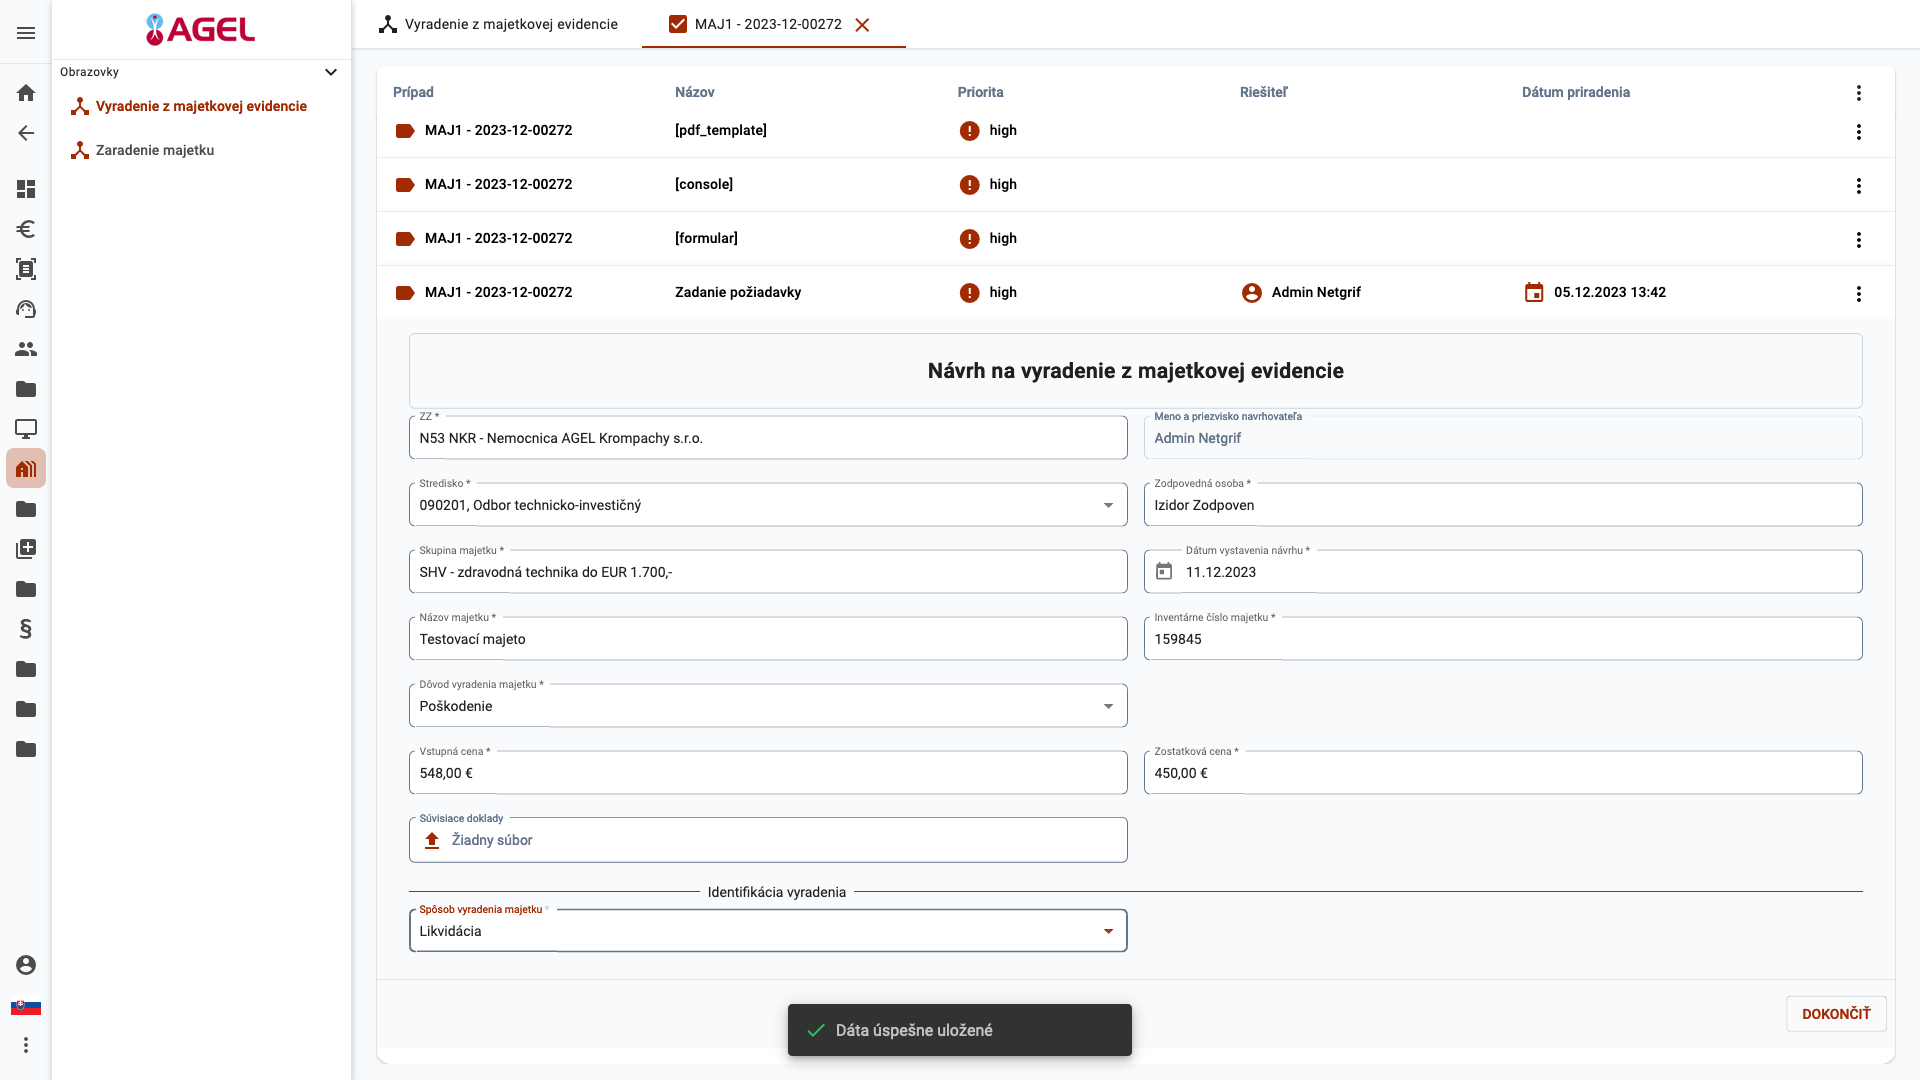 AGEL
Obrazovky
Vyradenie z majetkovej evidencie
Zaradenie majetku
Vyradenie z majetkovej evidencie
MAJ1 - 2023-12-00272
Prípad Názov Priorita Riešiteľ Dátum priradenia
MAJ1 - 2023-12-00272 [pdf_template] high
MAJ1 - 2023-12-00272 [console] high
MAJ1 - 2023-12-00272 [formular] high
MAJ1 - 2023-12-00272 Zadanie požiadavky high Admin Netgrif 05.12.2023 13:42
Návrh na vyradenie z majetkovej evidencie
ZZ *
N53 NKR - Nemocnica AGEL Krompachy s.r.o.
Meno a priezvisko navrhovateľa
Admin Netgrif
Stredisko *
090201, Odbor technicko-investičný
Zodpovedná osoba *
Izidor Zodpoven
Skupina majetku *
SHV - zdravodná technika do EUR 1.700,-
Dátum vystavenia návrhu *
11.12.2023
Názov majetku *
Testovací majeto
Inventárne číslo majetku *
159845
Dôvod vyradenia majetku *
Poškodenie
Vstupná cena *
548,00 €
Zostatková cena *
450,00 €
Súvisiace doklady
Žiadny súbor
Identifikácia vyradenia
Spôsob vyradenia majetku *
Likvidácia
DOKONČIŤ
Dáta úspešne uložené